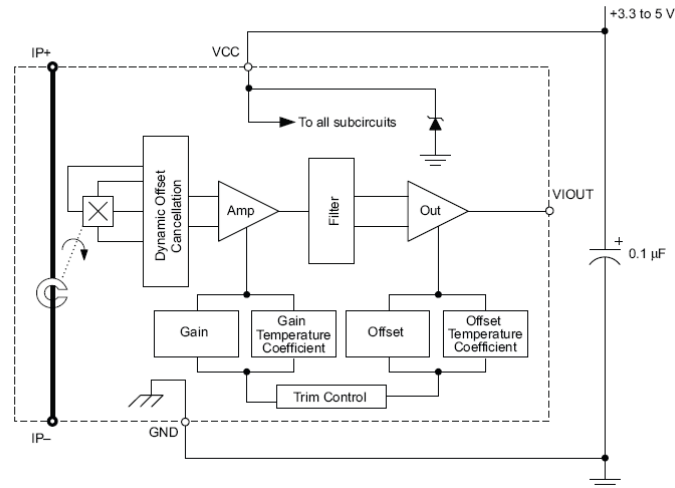 +3.3 to 5 V
IP+
VCC
To all subcircuits
Dynamic Offset
Cancellation
Amp
Filter
Out
VIOUT
+
0.1 µF
Gain
Gain
Temperature
Coefficient
Offset
Offset
Temperature
Coefficient
Trim Control
GND
IP–